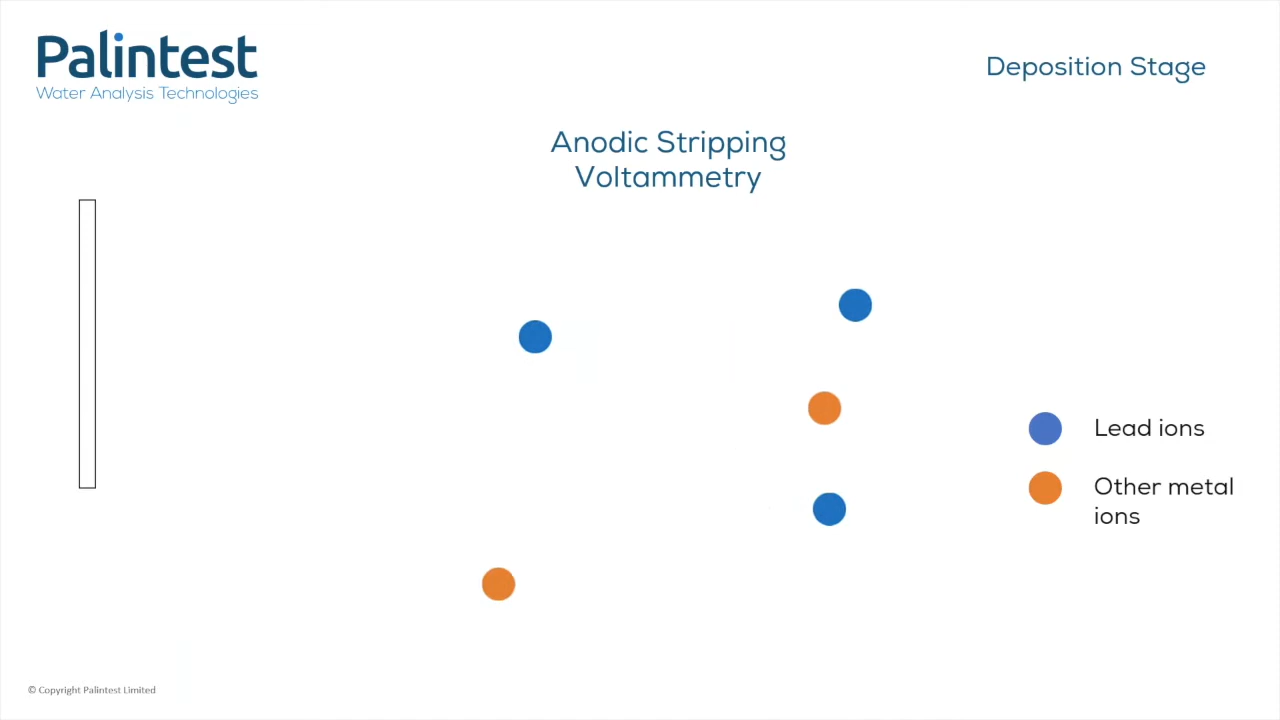 Palintest
Water Analysis Technologies
Deposition Stage
Anodic Stripping
Voltammetry
Lead ions
Other metal
ions
© Copyright Palintest Limited